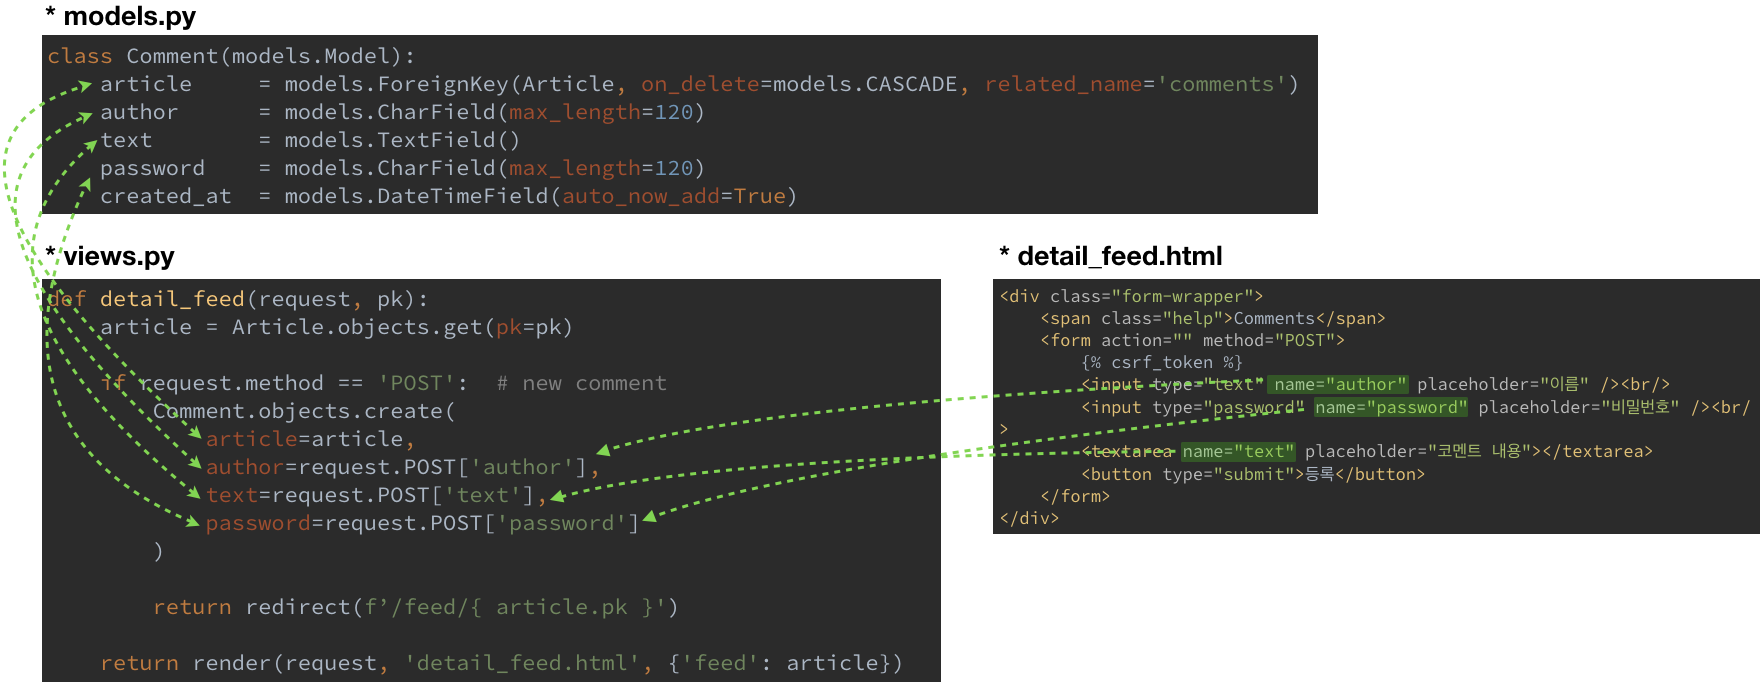 * models.py
class Comment(models.Model):
    article     = models.ForeignKey(Article, on_delete=models.CASCADE, related_name='comments')
    author      = models.CharField(max_length=120)
    text        = models.TextField()
    password    = models.CharField(max_length=120)
    created_at  = models.DateTimeField(auto_now_add=True)
* views.py
def detail_feed(request, pk):
    article = Article.objects.get(pk=pk)
    if request.method == 'POST':  # new comment
        Comment.objects.create(
            article=article,
            author=request.POST['author'],
            text=request.POST['text'],
            password=request.POST['password']
        )
        return redirect(f’/feed/{ article.pk }')
    return render(request, 'detail_feed.html', {'feed': article})
* detail_feed.html
<div class="form-wrapper">
    <span class="help">Comments</span>
    <form action="" method="POST">
        {% csrf_token %}
        <input type="text" name="author" placeholder="이름" /><br/>
        <input type="password" name="password" placeholder="비밀번호" /><br/
>
        <textarea name="text" placeholder="코멘트 내용"></textarea>
        <button type="submit">등록</button>
    </form>
</div>